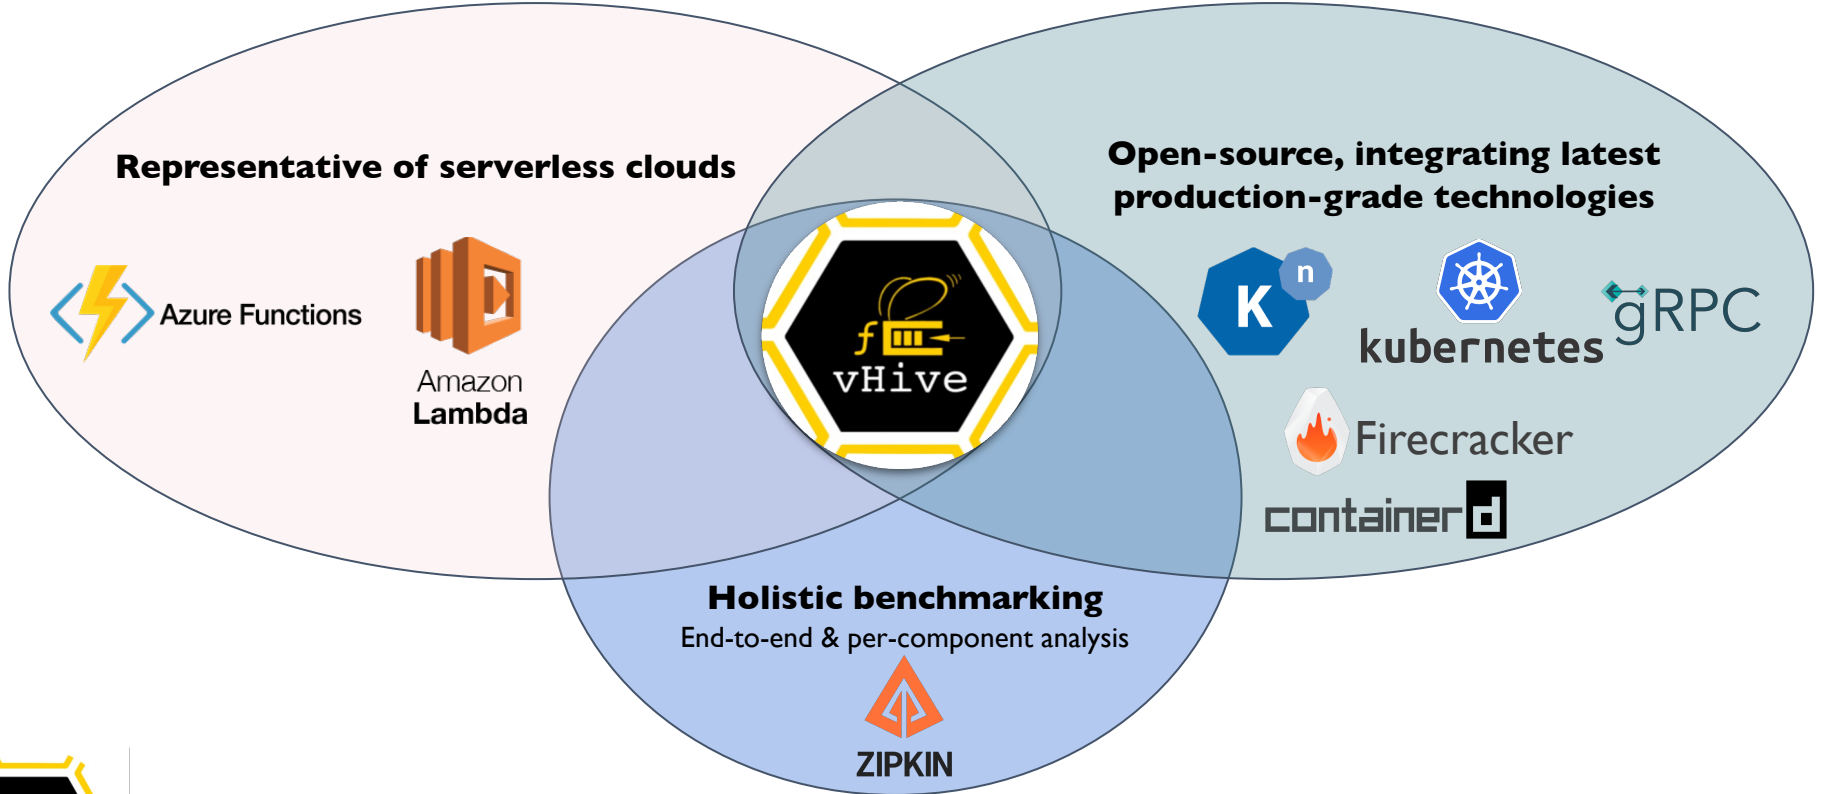 Representative of serverless clouds
Azure Functions
Amazon
Lambda
Open-source, integrating latest
production-grade technologies
K
n
kubernetes
gRPC
Firecracker
containerd
f
vHive
Holistic benchmarking
End-to-end & per-component analysis
ZIPKIN